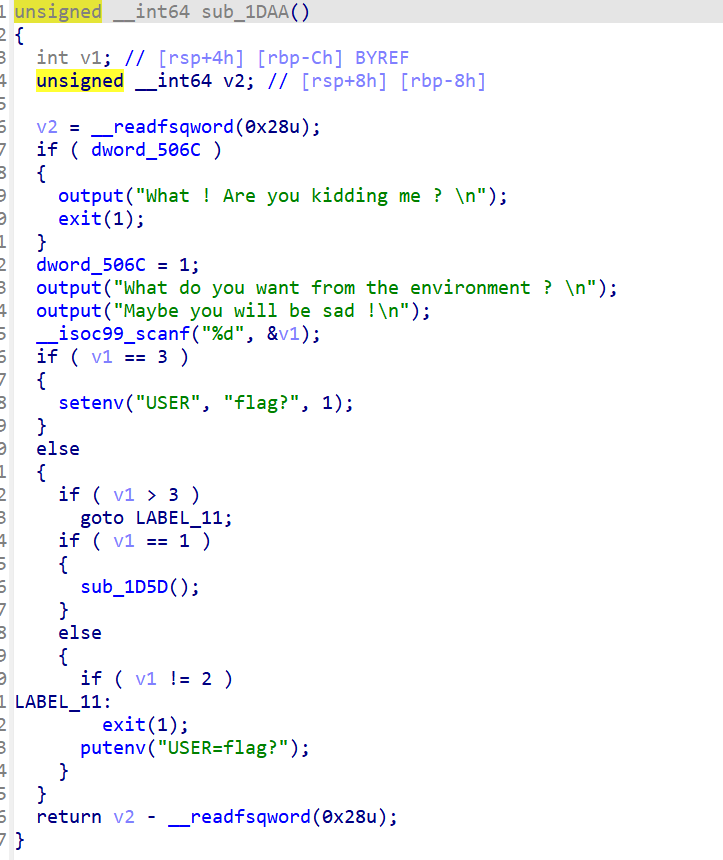 1 unsigned __int64 sub_1DAA()
2 {
3 int v1; // [rsp+4h] [rbp-Ch] BYREF
4 unsigned __int64 v2; // [rsp+8h] [rbp-8h]
5
6 v2 = __readfsqword(0x28u);
7 if ( dword_506C )
8 {
9 output("What ! Are you kidding me ? \n");
0 exit(1);
1 }
2 dword_506C = 1;
3 output("What do you want from the environment ? \n");
4 output("Maybe you will be sad !\n");
5 __isoc99_scanf("%d", &v1);
6 if ( v1 == 3 )
7 {
8 setenv("USER", "flag?", 1);
9 }
0 else
1 {
2 if ( v1 > 3 )
3 goto LABEL_11;
4 if ( v1 == 1 )
5 {
6 sub_1D5D();
7 }
8 else
9 {
0 if ( v1 != 2 )
1 LABEL_11:
2 exit(1);
3 putenv("USER=flag?");
4 }
5 }
6 return v2 - __readfsqword(0x28u);
7 }